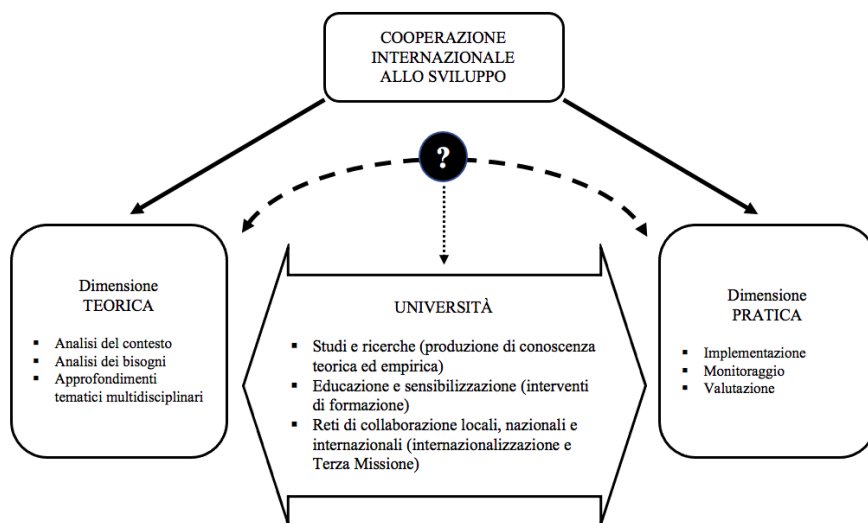 COOPERAZIONE
INTERNAZIONALE
ALLO SVILUPPO
?
Dimensione
TEORICA
▪ Analisi del contesto
▪ Analisi dei bisogni
▪ Approfondimenti
tematici multidisciplinari
UNIVERSITÀ
▪ Studi e ricerche (produzione di conoscenza
teorica ed empirica)
▪ Educazione e sensibilizzazione (interventi
di formazione)
▪ Reti di collaborazione locali, nazionali e
internazionali (internazionalizzazione e
Terza Missione)
Dimensione
PRATICA
▪ Implementazione
▪ Monitoraggio
▪ Valutazione